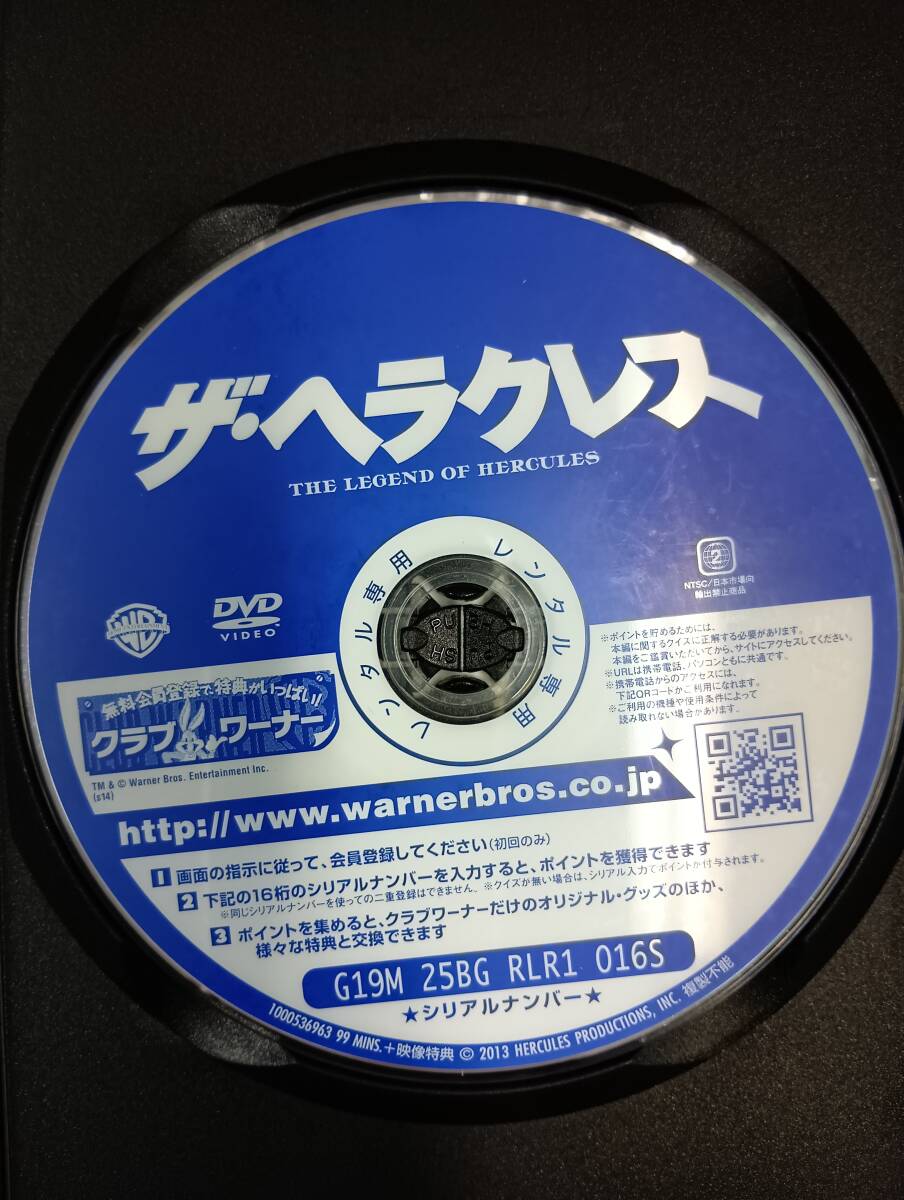 ザ・ヘラクレス
THE LEGEND OF HERCULES
レンタル専用
レンタル専用
PUSH
PUSH
2
NTSC/日本市場向
輸出禁止商品
WB
DVD
VIDEO
※ポイントを貯めるためには、
本編に関するクイズに正解する必要があります。
本編をご鑑賞いただいてから、サイトにアクセスしてください。
※URLは携帯電話、パソコンともに共通です。
※携帯電話からのアクセスには、
下記QRコードがご利用になれます。
※ご利用の機種や使用条件によって
読み取れない場合があります。
無料会員登録で特典がいっぱい!
クラブワーナー
TM & © Warner Bros. Entertainment Inc.
(s14)
http://www.warnerbros.co.jp
1 画面の指示に従って、会員登録してください(初回のみ)
2 下記の16桁のシリアルナンバーを入力すると、ポイントを獲得できます
※同じシリアルナンバーを使っての二重登録はできません。 ※クイズが無い場合は、シリアル入力でポイントが付与されます。
3 ポイントを集めると、クラブワーナーだけのオリジナル・グッズのほか、
様々な特典と交換できます
G19M 25BG RLR1 016S
★シリアルナンバー★
1000536963 99 MINS.+映像特典 © 2013 HERCULES PRODUCTIONS, INC. 複製不能